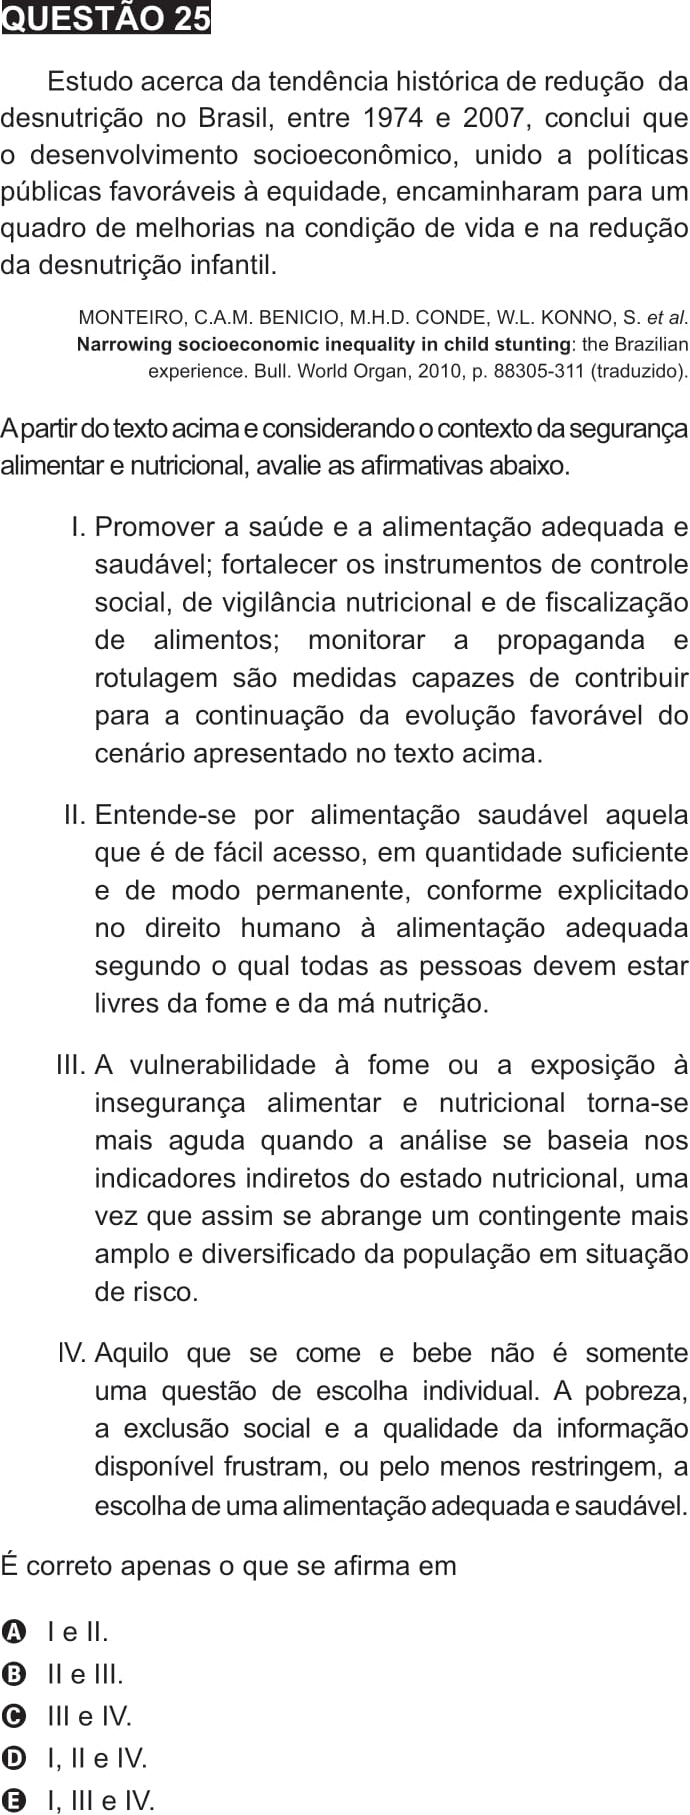 QUESTÃO 25
Estudo acerca da tendência histórica de redução da
desnutrição no Brasil, entre 1974 e 2007, conclui que
o desenvolvimento socioeconômico, unido a políticas
públicas favoráveis à equidade, encaminharam para um
quadro de melhorias na condição de vida e na redução
da desnutrição infantil.
MONTEIRO, C.A.M. BENICIO, M.H.D. CONDE, W.L. KONNO, S. et al.
Narrowing socioeconomic inequality in child stunting: the Brazilian
experience. Bull. World Organ, 2010, p. 88305-311 (traduzido).
A partir do texto acima e considerando o contexto da segurança
alimentar e nutricional, avalie as afirmativas abaixo.
I. Promover a saúde e a alimentação adequada e
saudável; fortalecer os instrumentos de controle
social, de vigilância nutricional e de fiscalização
de alimentos; monitorar a propaganda e
rotulagem são medidas capazes de contribuir
para a continuação da evolução favorável do
cenário apresentado no texto acima.
II. Entende-se por alimentação saudável aquela
que é de fácil acesso, em quantidade suficiente
e de modo permanente, conforme explicitado
no direito humano à alimentação adequada
segundo o qual todas as pessoas devem estar
livres da fome e da má nutrição.
III. A vulnerabilidade à fome ou a exposição à
insegurança alimentar e nutricional torna-se
mais aguda quando a análise se baseia nos
indicadores indiretos do estado nutricional, uma
vez que assim se abrange um contingente mais
amplo e diversificado da população em situação
de risco.
IV. Aquilo que se come e bebe não é somente
uma questão de escolha individual. A pobreza,
a exclusão social e a qualidade da informação
disponível frustram, ou pelo menos restringem, a
escolha de uma alimentação adequada e saudável.
É correto apenas o que se afirma em
A I e II.
B II e III.
C III e IV.
D I, II e IV.
E I, III e IV.